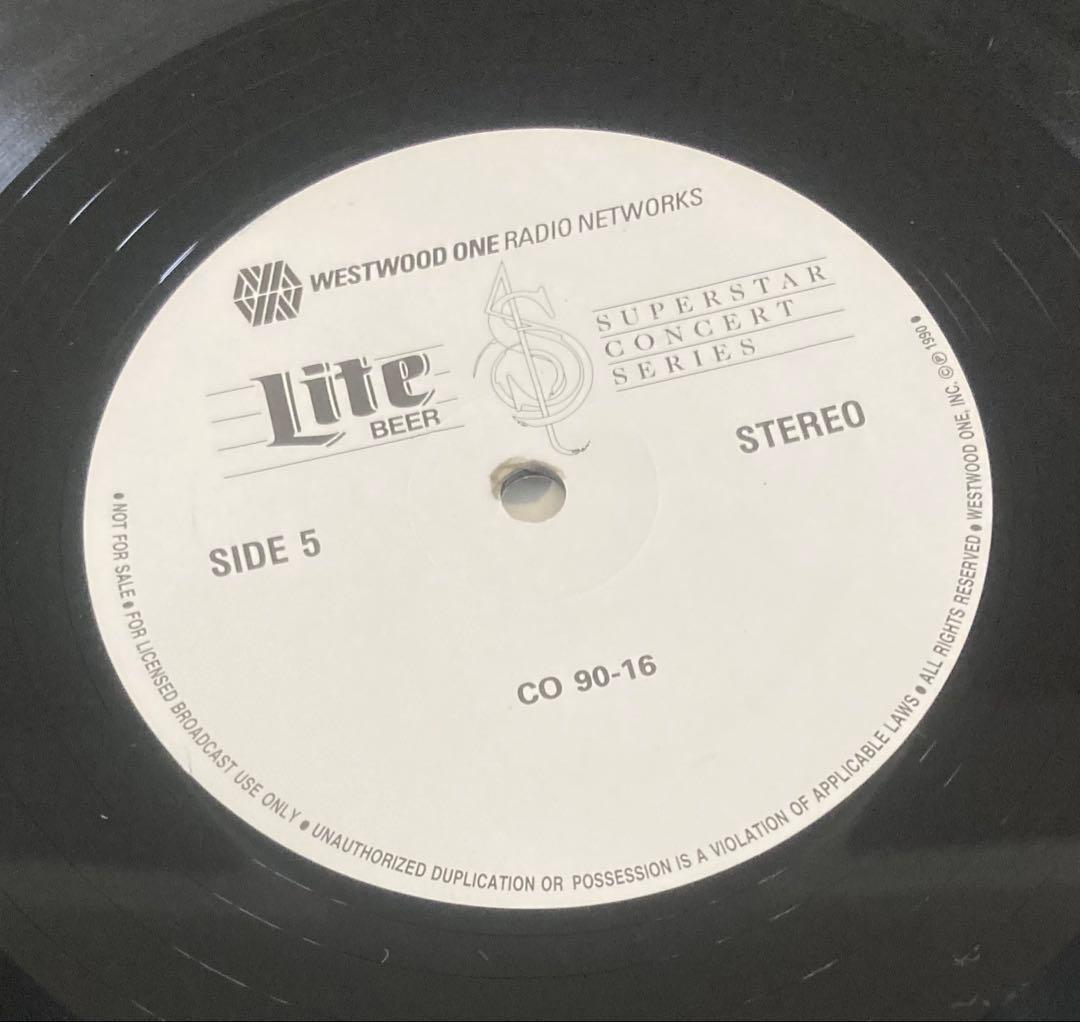 WESTWOOD ONE RADIO NETWORKS
Lite
BEER
SUPERSTAR
CONCERT
SERIES
STEREO
SIDE 5
CO 90-16
• NOT FOR SALE • FOR LICENSED BROADCAST USE ONLY • UNAUTHORIZED DUPLICATION OR POSSESSION IS A VIOLATION OF APPLICABLE LAWS • ALL RIGHTS RESERVED • WESTWOOD ONE, INC. ©℗ 1990 •